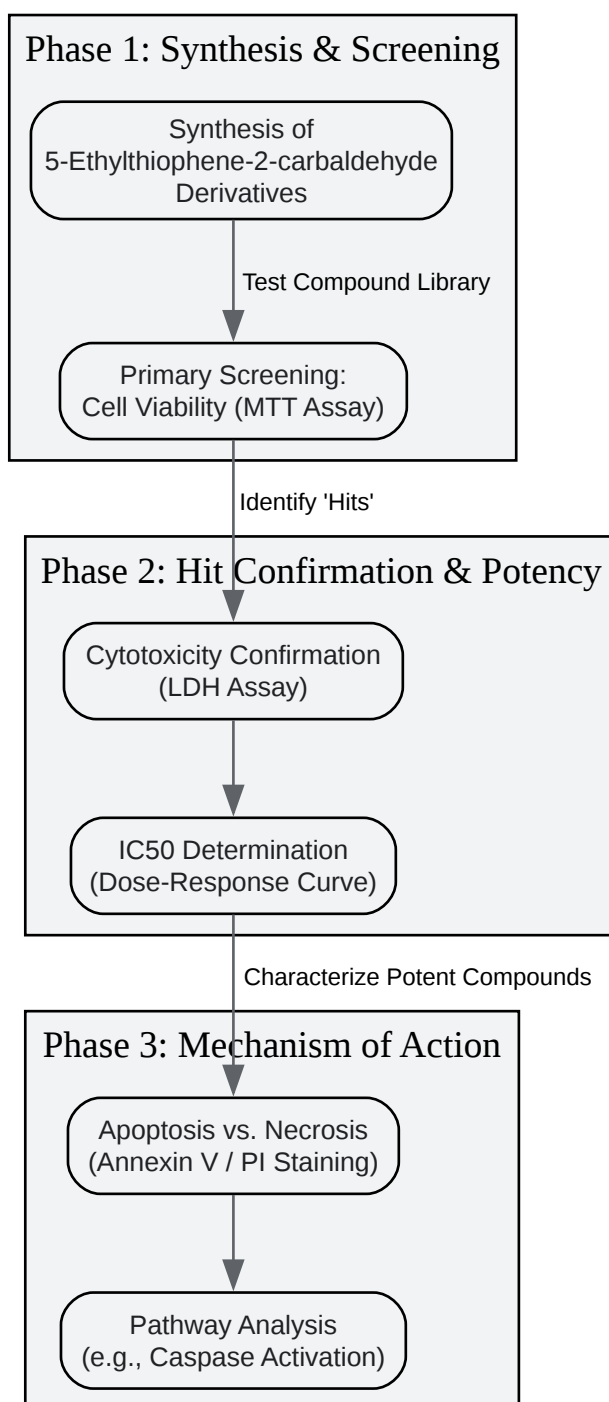 Phase 1: Synthesis & Screening
Synthesis of
5-Ethylthiophene-2-carbaldehyde
Derivatives
Test Compound Library
Primary Screening:
Cell Viability (MTT Assay)
Identify 'Hits'
Phase 2: Hit Confirmation & Potency
Cytotoxicity Confirmation
(LDH Assay)
IC50 Determination
(Dose-Response Curve)
Characterize Potent Compounds
Phase 3: Mechanism of Action
Apoptosis vs. Necrosis
(Annexin V / PI Staining)
Pathway Analysis
(e.g., Caspase Activation)